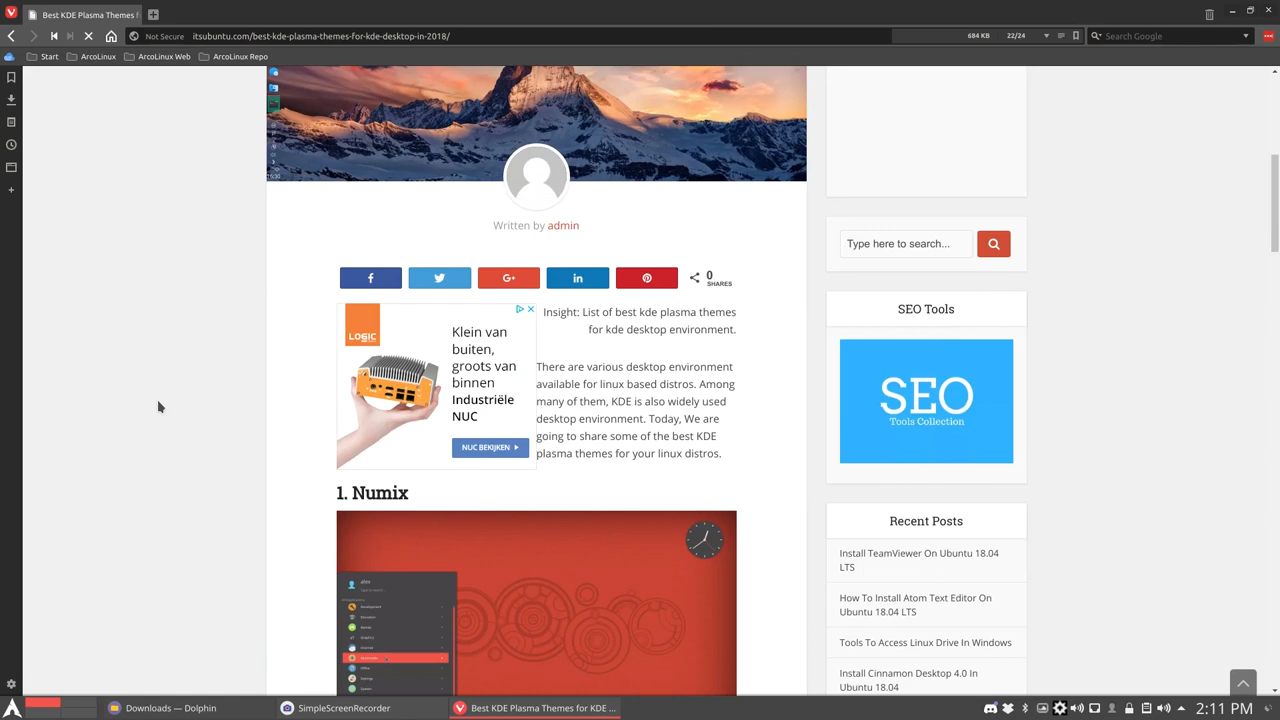 Best KDE Plasma Themes f
Not Secure itsubuntu.com/best-kde-plasma-themes-for-kde-desktop-in-2018/ 684 KB 22/24 Search Google
Start ArcoLinux ArcoLinux Web ArcoLinux Repo
Written by admin
0
SHARES
LOGIC
Klein van
buiten,
groots van
binnen
Industriële
NUC
NUC BEKIJKEN
Insight: List of best kde plasma themes
for kde desktop environment.
There are various desktop environment
available for linux based distros. Among
many of them, KDE is also widely used
desktop environment. Today, We are
going to share some of the best KDE
plasma themes for your linux distros.
1. Numix
Type here to search...
SEO Tools
SEO
Tools Collection
Recent Posts
Install TeamViewer On Ubuntu 18.04
LTS
How To Install Atom Text Editor On
Ubuntu 18.04 LTS
Tools To Access Linux Drive In Windows
Install Cinnamon Desktop 4.0 In
Ubuntu 18.04
Downloads — Dolphin SimpleScreenRecorder Best KDE Plasma Themes for KDE ... 2:11 PM